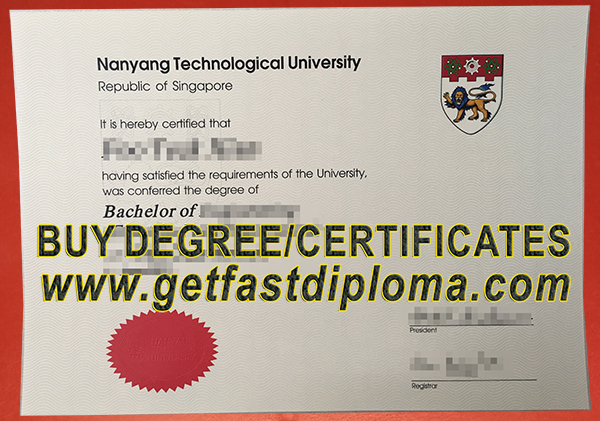 Nanyang Technological University
Republic of Singapore
It is hereby certified that
having satisfied the requirements of the University,
was conferred the degree of
Bachelor of
BUY DEGREE/CERTIFICATES
www.getfastdiploma.com
President
Registrar